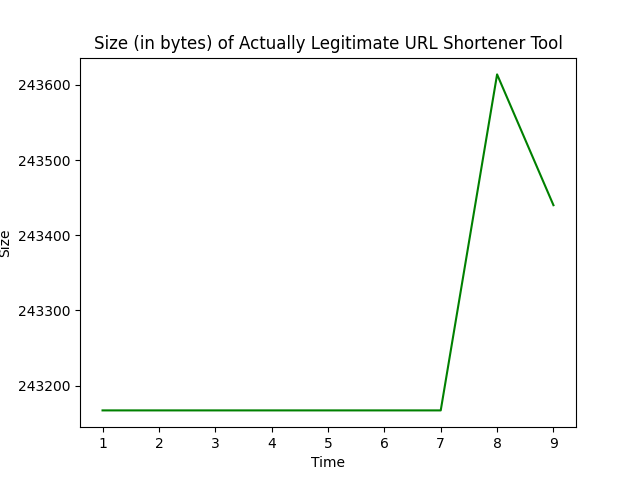 Size (in bytes) of Actually Legitimate URL Shortener Tool
243600
243500
243400
243300
243200
Size
1 2 3 4 5 6 7 8 9
Time